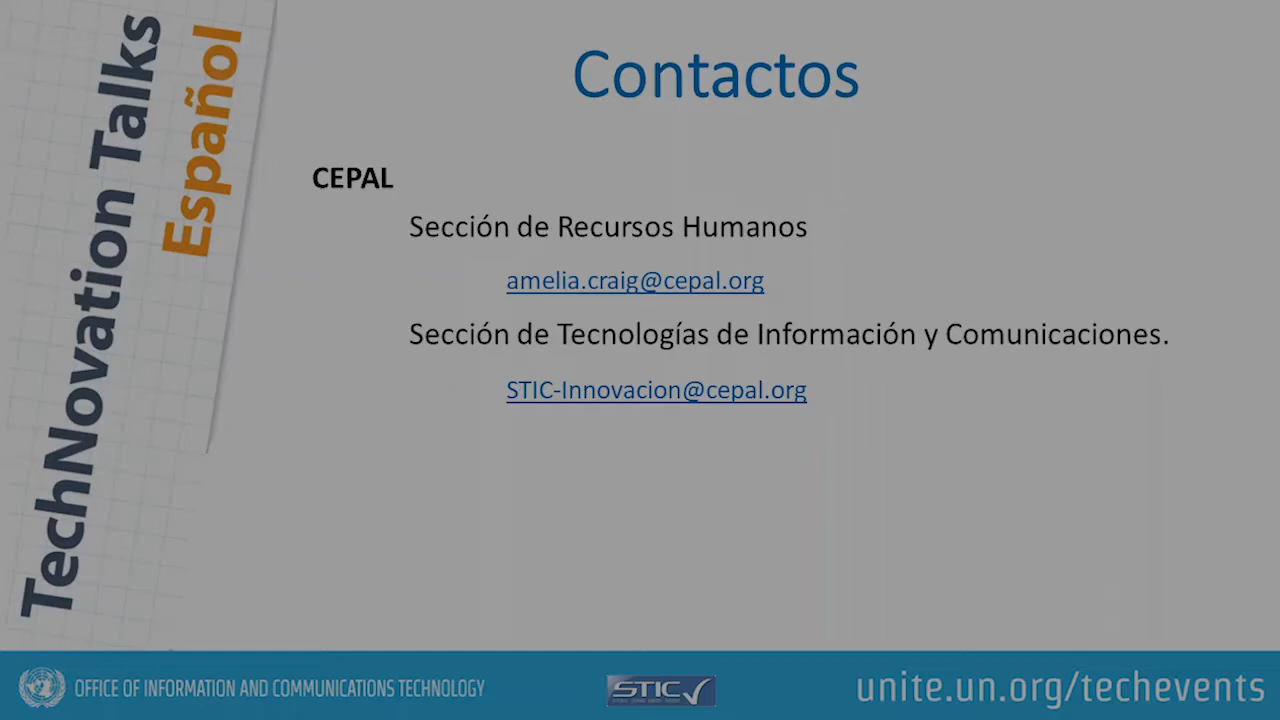 TechNovation Talks
Español
Contactos
CEPAL
Sección de Recursos Humanos
amelia.craig@cepal.org
Sección de Tecnologías de Información y Comunicaciones.
STIC-Innovacion@cepal.org
OFFICE OF INFORMATION AND COMMUNICATIONS TECHNOLOGY
STIC
unite.un.org/techevents